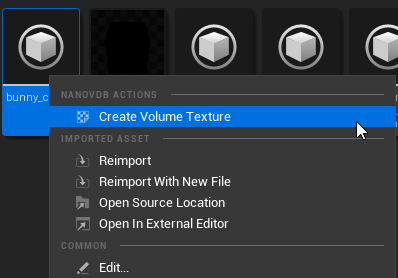 bunny_c
NANOVDB ACTIONS
Create Volume Texture
IMPORTED ASSET
Reimport
Reimport With New File
Open Source Location
Open In External Editor
COMMON
Edit...